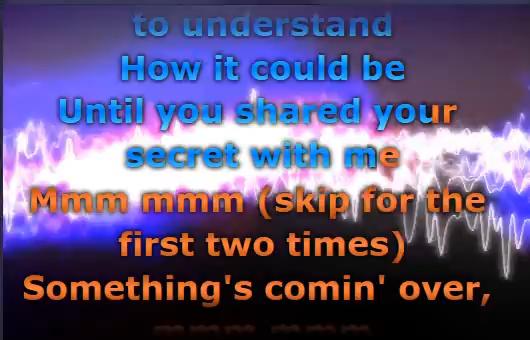 to understand
How it could be
Until you shared your
secret with me
Mmm mmm (skip for the
first two times)
Something's comin' over,